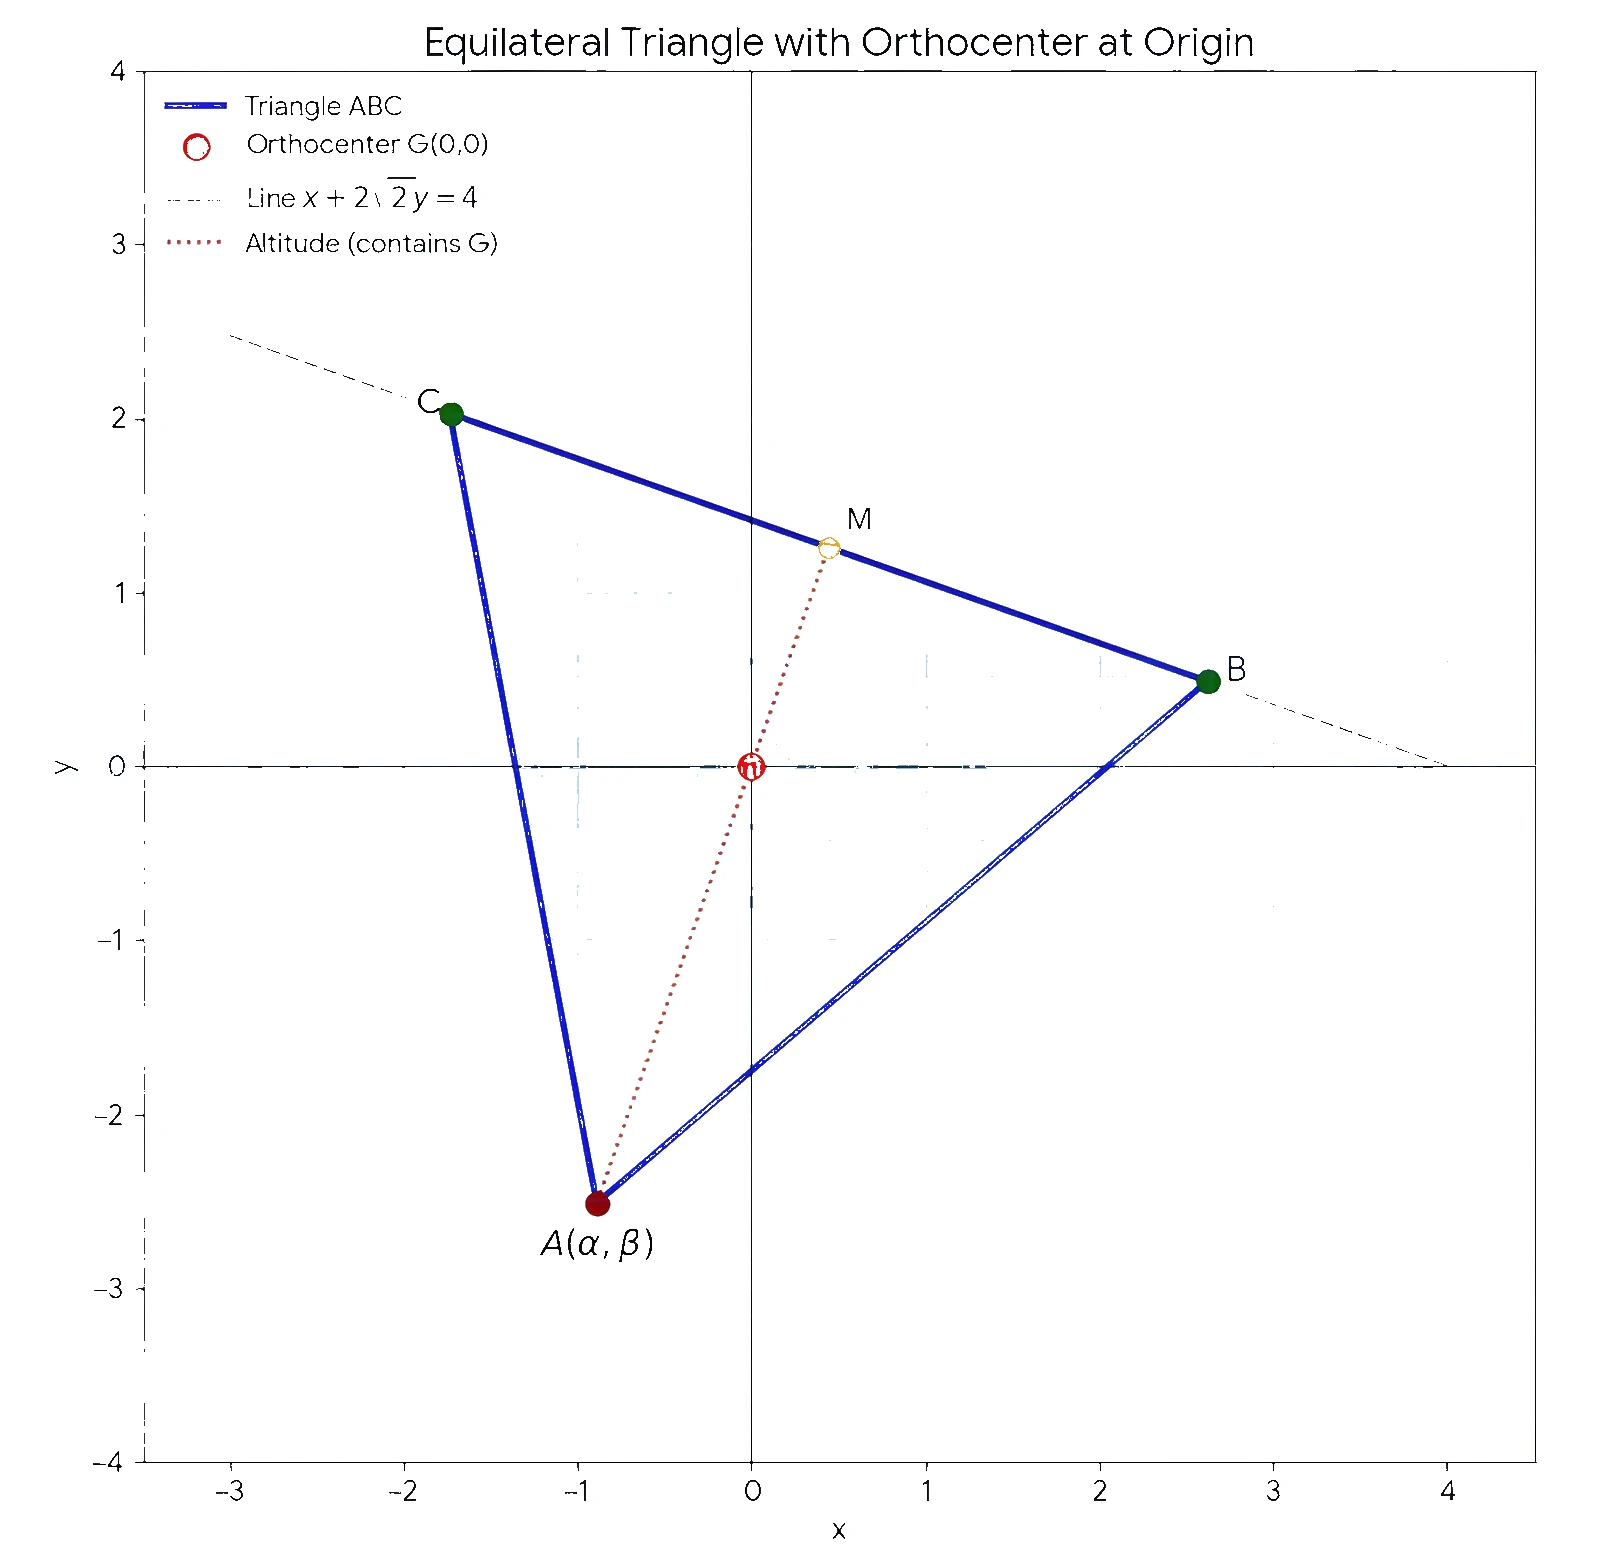 Equilateral Triangle with Orthocenter at Origin
Triangle ABC
Orthocenter G(0,0)
Line x + 2√2y = 4
Altitude (contains G)
4
3
2
1
0
−1
−2
−3
−4
y
C
M
B
A(α, β)
−3 −2 −1 0 1 2 3 4
x